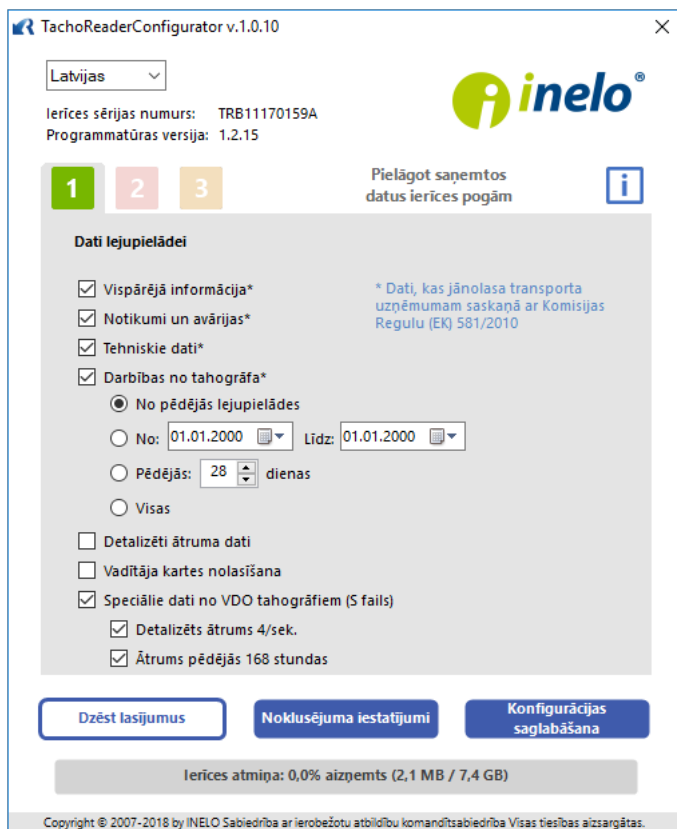 TachoReaderConfigurator v.1.0.10
Latvijas
inelo®
Ierīces sērijas numurs: TRB11170159A
Programmatūras versija: 1.2.15
1 2 3
Pielāgot saņemtos
datus ierīces pogām
i
Dati lejupielādei
Vispārējā informācija*
* Dati, kas jānolasa transporta
uzņēmumam saskaņā ar Komisijas
Regulu (EK) 581/2010
Notikumi un avārijas*
Tehniskie dati*
Darbības no tahogrāfa*
No pēdējās lejupielādes
No: 01.01.2000 Līdz: 01.01.2000
Pēdējās: 28 dienas
Visas
Detalizēti ātruma dati
Vadītāja kartes nolasīšana
Speciālie dati no VDO tahogrāfiem (S fails)
Detalizēts ātrums 4/sek.
Ātrums pēdējās 168 stundas
Dzēst lasījumus
Noklusējuma iestatījumi
Konfigurācijas
saglabāšana
Ierīces atmiņa: 0,0% aizņemts (2,1 MB / 7,4 GB)
Copyright © 2007-2018 by INELO Sabiedrība ar ierobežotu atbildību komandītsabiedrība Visas tiesības aizsargātas.